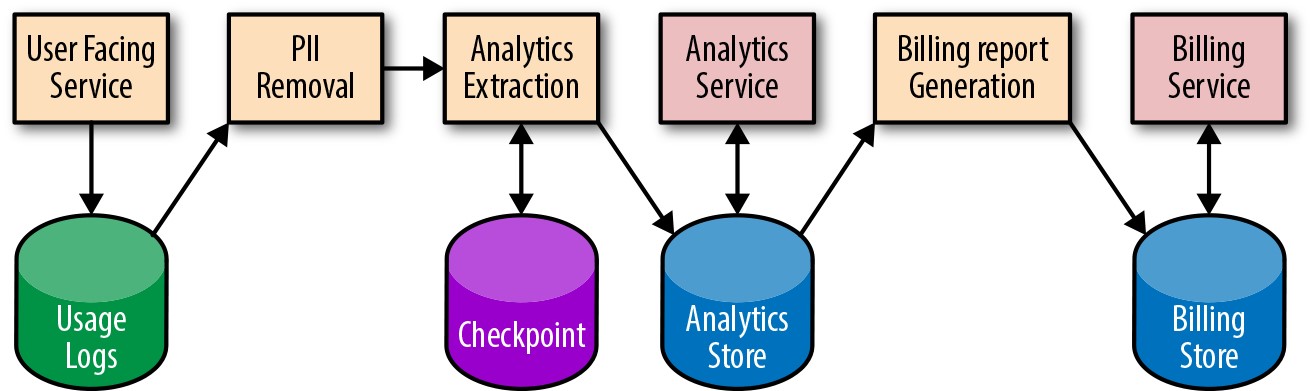 User Facing
Service
PII
Removal
Analytics
Extraction
Analytics
Service
Billing report
Generation
Billing
Service
Usage
Logs
Checkpoint
Analytics
Store
Billing
Store